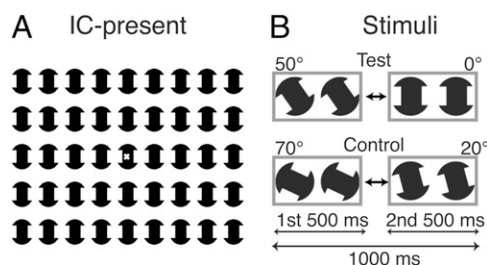 A IC-present
B Stimuli
Test
50° 0°
Control
70° 20°
1st 500 ms 2nd 500 ms
1000 ms